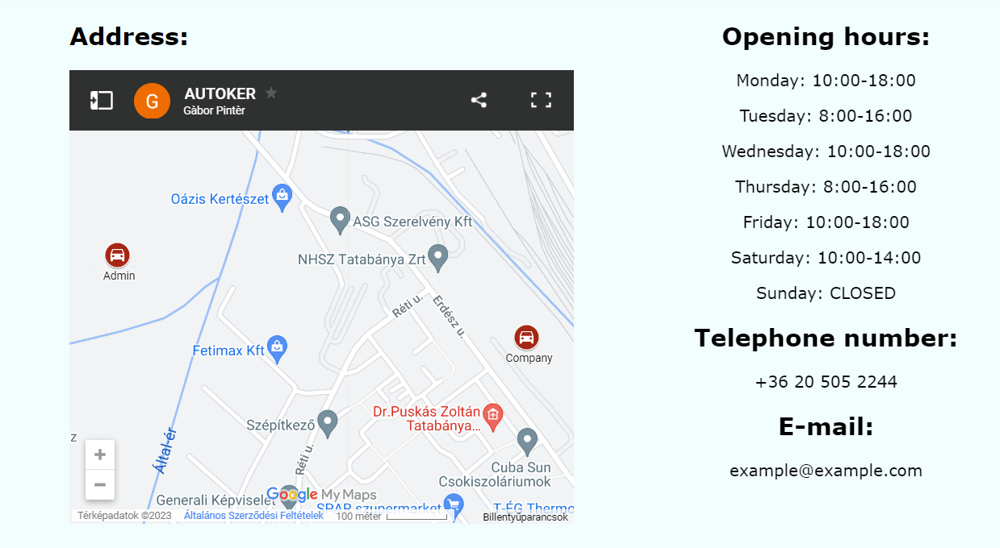 Address:
G
AUTOKER
Gàbor Pintèr
Oázis Kertészet
ASG Szerelvény Kft
NHSZ Tatabánya Zrt
Admin
Réti u.
Erdész u.
Company
Fetimax Kft
Dr.Puskás Zoltán
Tatabánya...
Szépítkező
z
Által-ér
Réti u.
Cuba Sun
Csokiszoláriumok
+
−
Generali Képviselet
Google My Maps
SPAR szupermarket
T-ÉG Thermo
Térképadatok ©2023
Általános Szerződési Feltételek
100 méter
Billentyűparancsok
Opening hours:
Monday: 10:00-18:00
Tuesday: 8:00-16:00
Wednesday: 10:00-18:00
Thursday: 8:00-16:00
Friday: 10:00-18:00
Saturday: 10:00-14:00
Sunday: CLOSED
Telephone number:
+36 20 505 2244
E-mail:
example@example.com